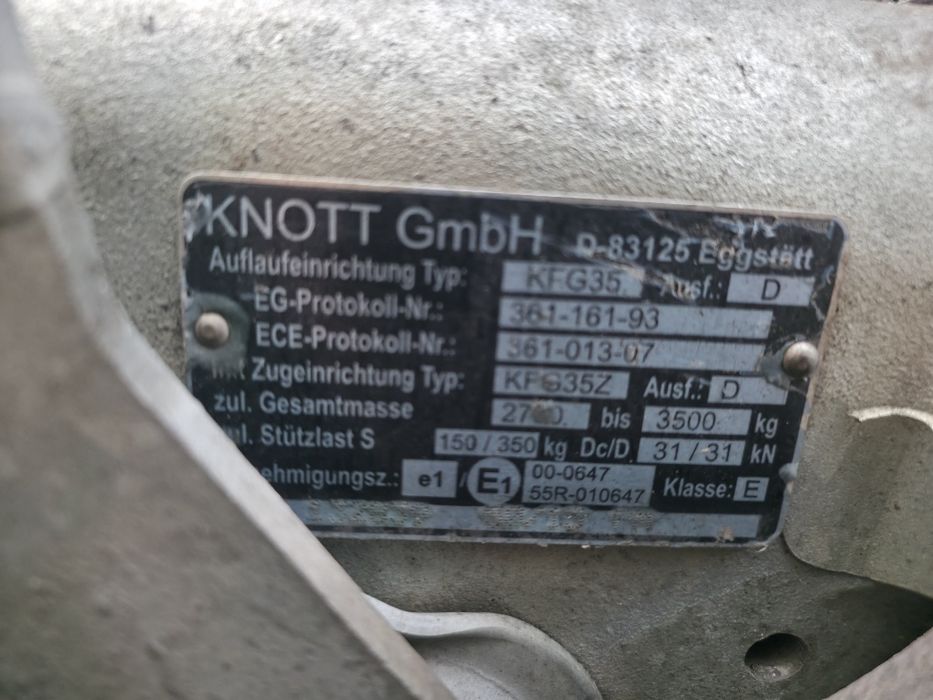 KNOTT GmbH D-83125 Eggstätt
Auflaufeinrichtung Typ: KFG35 Ausf.: D
EG-Protokoll-Nr.: 361-161-93
ECE-Protokoll-Nr.: 361-013-07
Zugeinrichtung Typ: KFG35Z Ausf.: D
zul. Gesamtmasse bis 3500 kg
Stützlast S 150 / 350 kg Dc/D 31 / 31 kN
e1 / E1 00-0647
55R-010647 Klasse: E